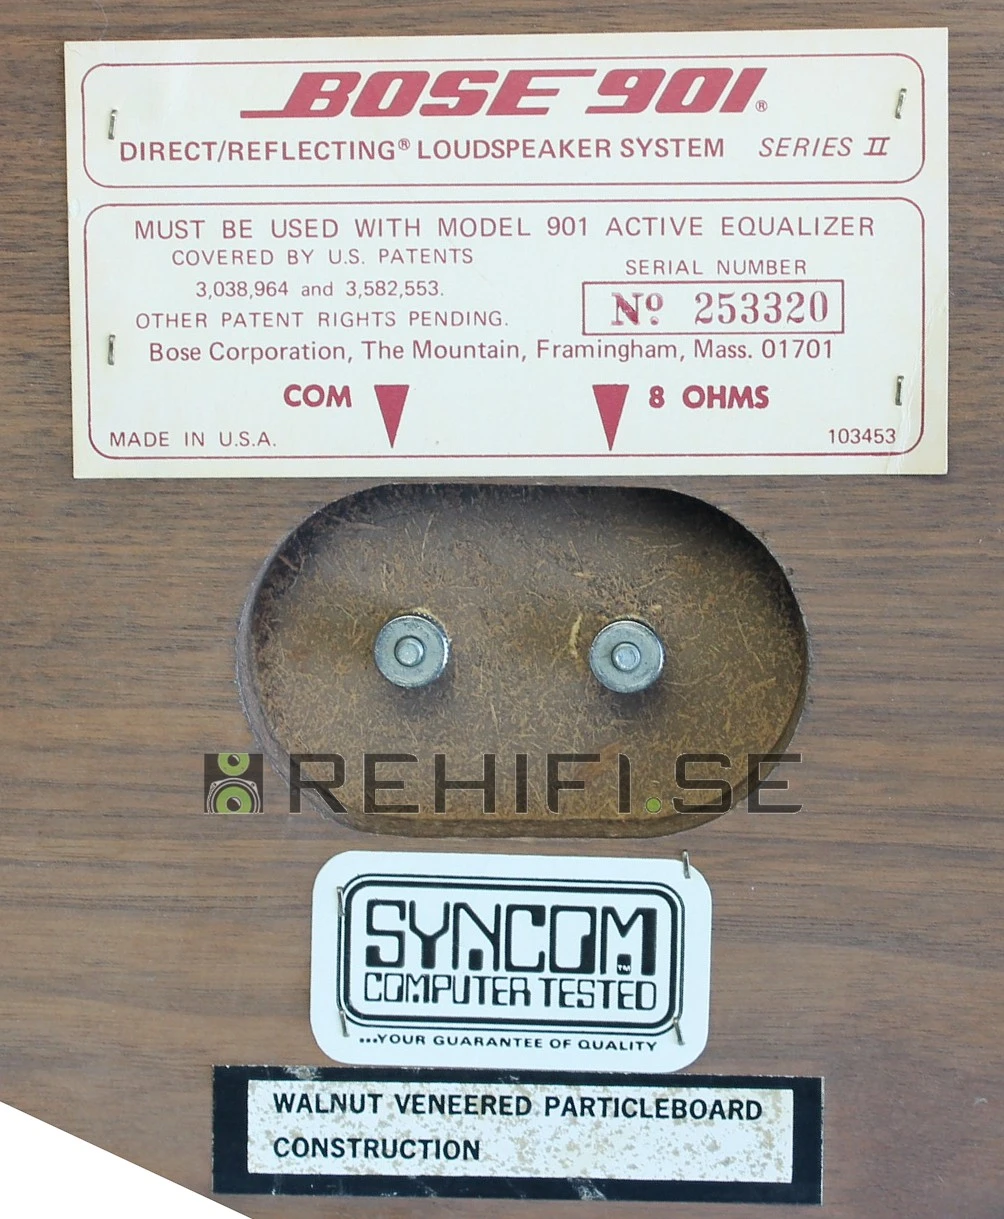 BOSE 901®
DIRECT/REFLECTING® LOUDSPEAKER SYSTEM SERIES II
MUST BE USED WITH MODEL 901 ACTIVE EQUALIZER
COVERED BY U.S. PATENTS
3,038,964 and 3,582,553.
OTHER PATENT RIGHTS PENDING.
SERIAL NUMBER
Nº 253320
Bose Corporation, The Mountain, Framingham, Mass. 01701
COM 8 OHMS
MADE IN U.S.A. 103453
REHIFI.SE
SYNCOM™
COMPUTER TESTED
...YOUR GUARANTEE OF QUALITY
WALNUT VENEERED PARTICLEBOARD
CONSTRUCTION